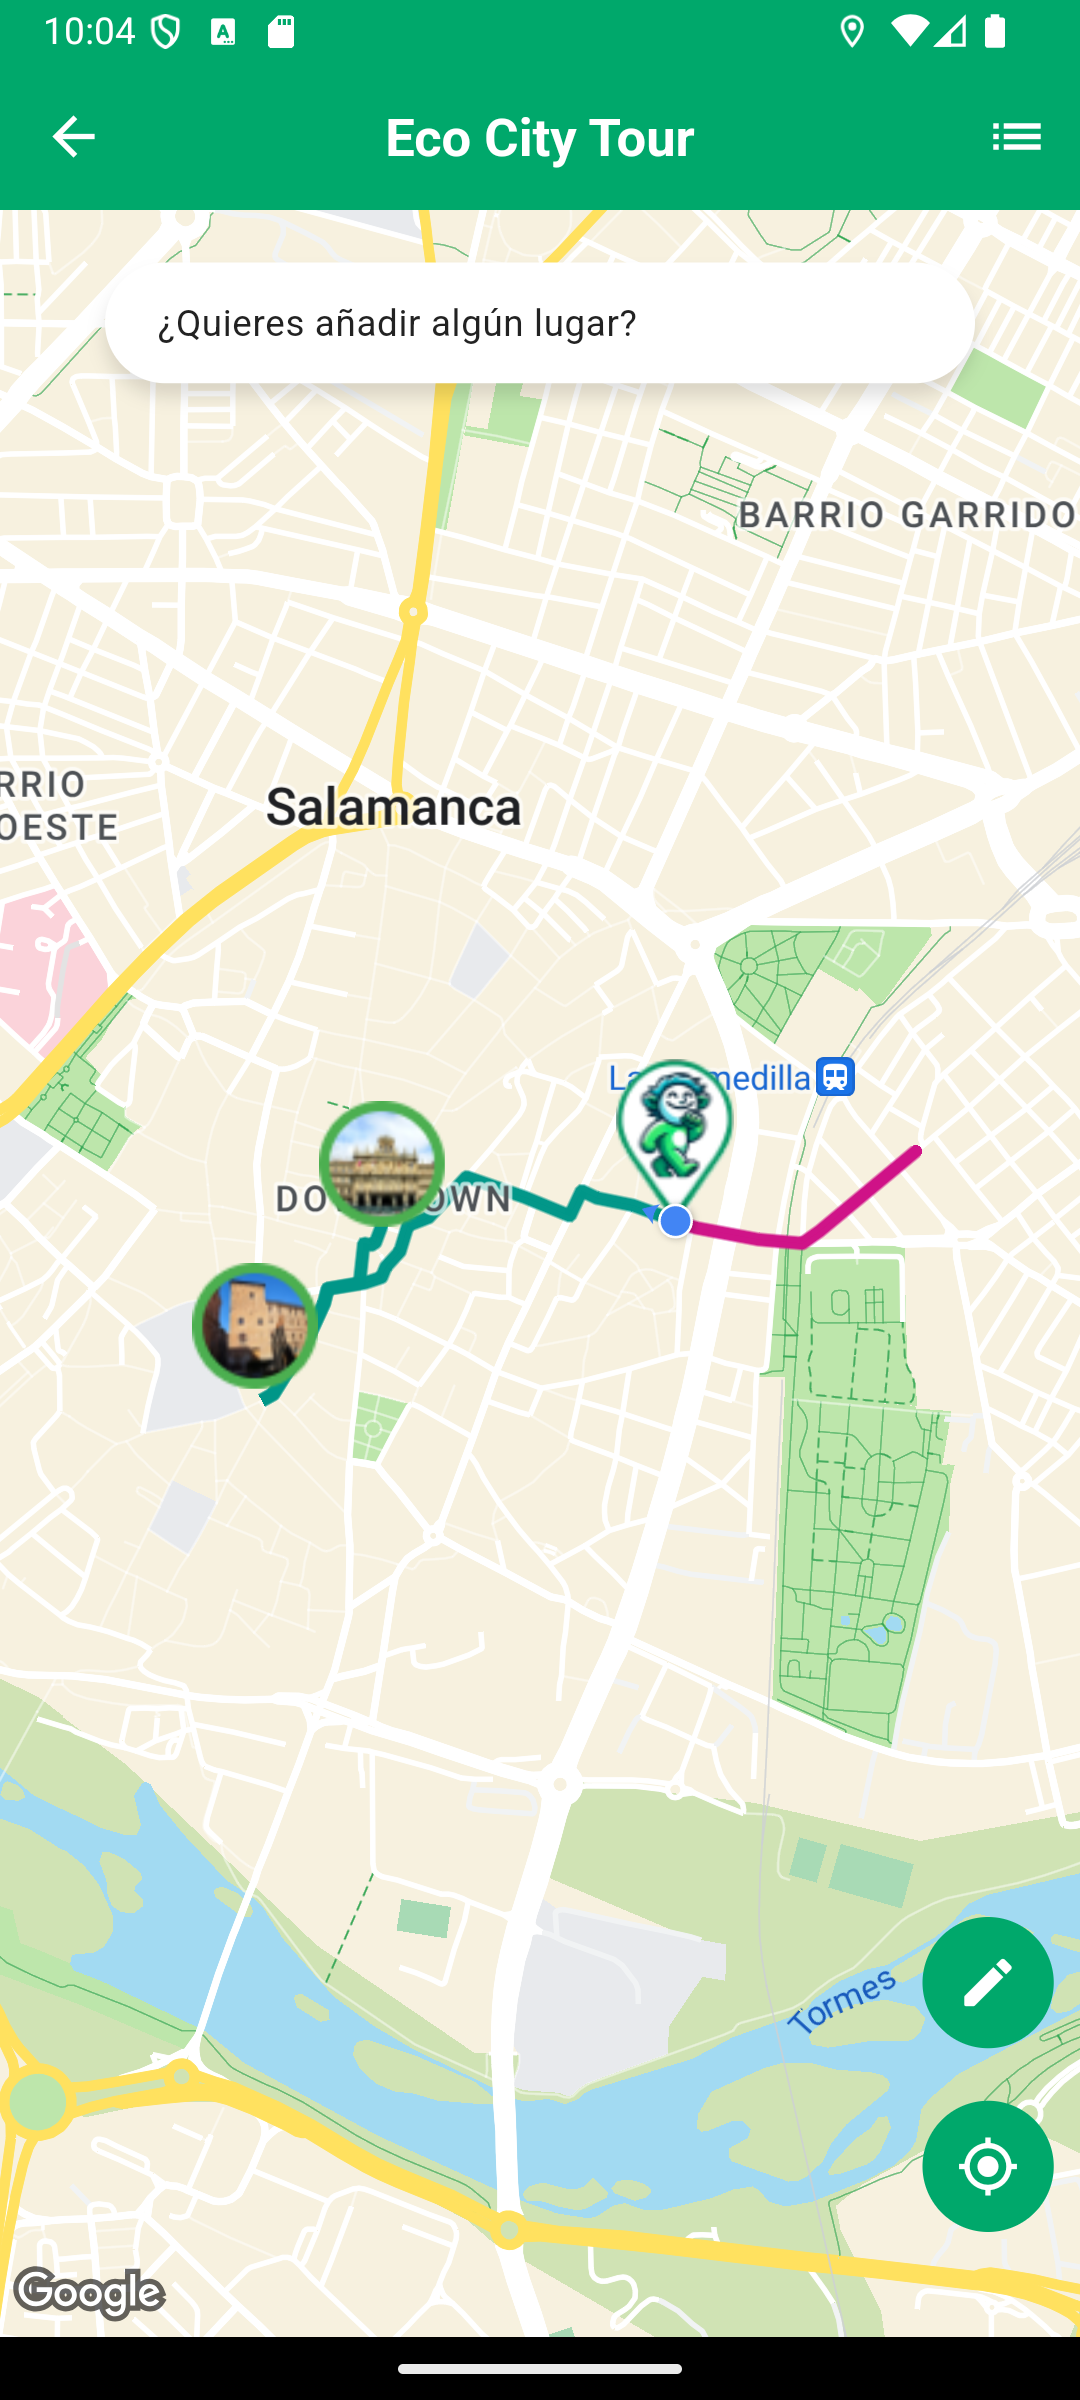 10:04
Eco City Tour
¿Quieres añadir algún lugar?
BARRIO GARRIDO
RRIO
OESTE
Salamanca
La medilla
DO OWN
Tormes
Google